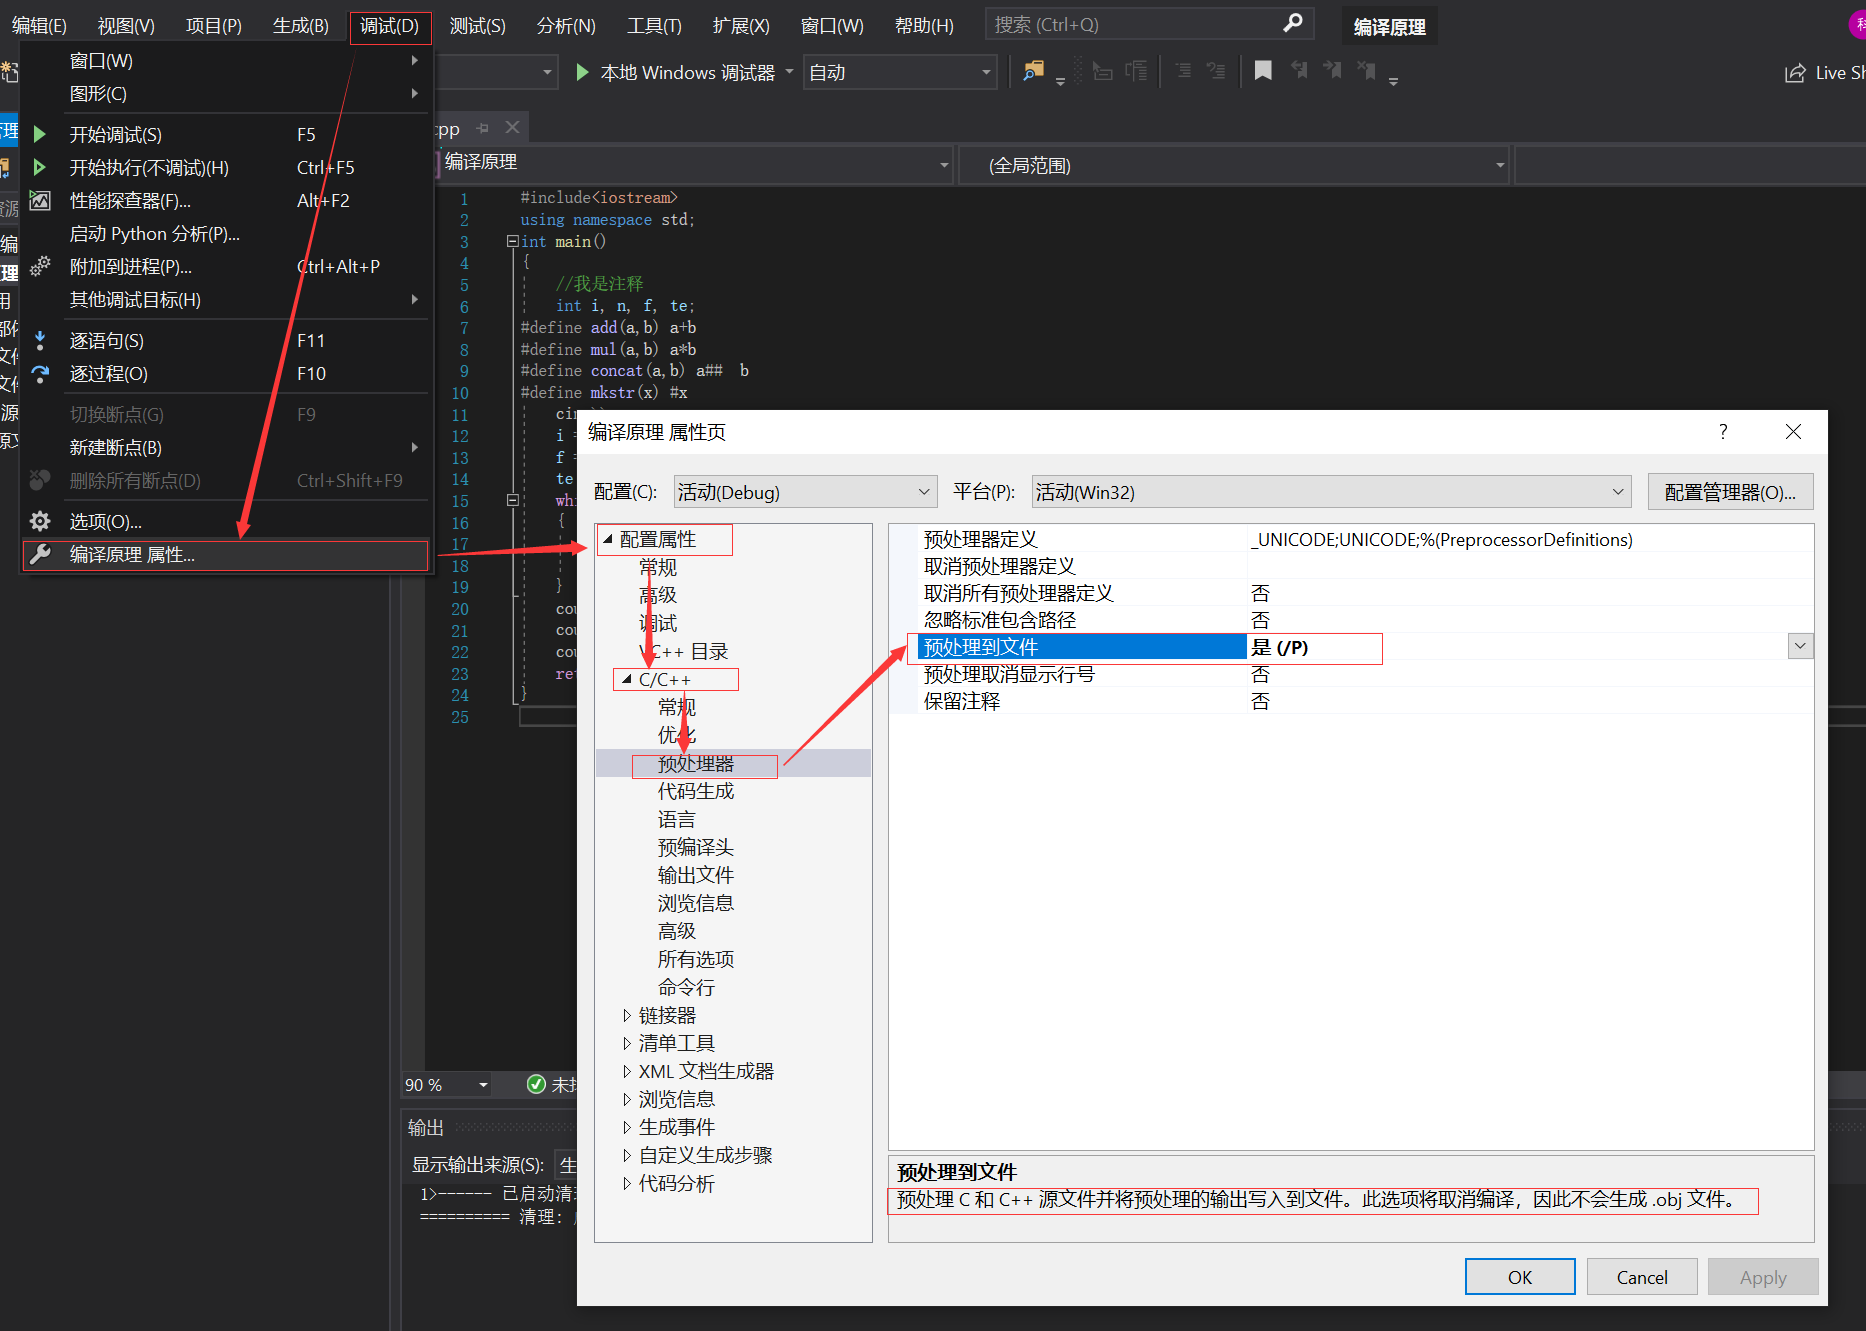 编辑(E) 视图(V) 项目(P) 生成(B) 调试(D) 测试(S) 分析(N) 工具(T) 扩展(X) 窗口(W) 帮助(H) 搜索 (Ctrl+Q) 编译原理
窗口(W)
图形(C)
开始调试(S) F5
开始执行(不调试)(H) Ctrl+F5
性能探查器(F)... Alt+F2
启动 Python 分析(P)...
附加到进程(P)... Ctrl+Alt+P
其他调试目标(H)
逐语句(S) F11
逐过程(O) F10
切换断点(G) F9
新建断点(B)
删除所有断点(D) Ctrl+Shift+F9
选项(O)...
编译原理 属性...
本地 Windows 调试器 自动 Live Sh
cpp
编译原理 (全局范围)
1 #include<iostream>
2 using namespace std;
3 int main()
4 {
5 //我是注释
6 int i, n, f, te;
7 #define add(a,b) a+b
8 #define mul(a,b) a*b
9 #define concat(a,b) a## b
10 #define mkstr(x) #x
11 ci
12 i =
13 f =
14 te
15 whi
16 {
17
18
19 }
20 cou
21 cou
22 cou
23 ret
24 }
25
90 %
输出
显示输出来源(S): 生
1>------ 已启动清
========== 清理:
编译原理 属性页 ?
配置(C): 活动(Debug) 平台(P): 活动(Win32) 配置管理器(O)...
配置属性
常规
高级
调试
VC++ 目录
C/C++
常规
优化
预处理器
代码生成
语言
预编译头
输出文件
浏览信息
高级
所有选项
命令行
链接器
清单工具
XML 文档生成器
浏览信息
生成事件
自定义生成步骤
代码分析
预处理器定义 _UNICODE;UNICODE;%(PreprocessorDefinitions)
取消预处理器定义
取消所有预处理器定义 否
忽略标准包含路径 否
预处理到文件 是 (/P)
预处理取消显示行号 否
保留注释 否
预处理到文件
预处理 C 和 C++ 源文件并将预处理的输出写入到文件。此选项将取消编译，因此不会生成 .obj 文件。
OK Cancel Apply